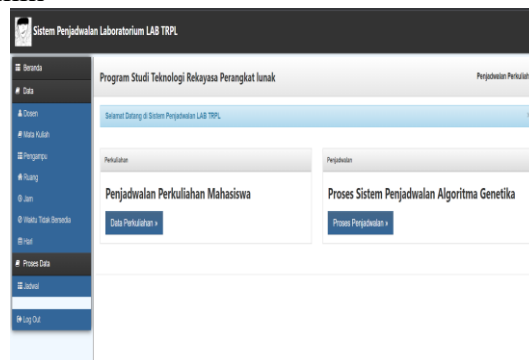 Sistem Penjadwalan Laboratorium LAB TRPL
Beranda
Data
Dosen
Mata Kuliah
Pengampu
Ruang
Jam
Waktu Tidak Bersedia
Hari
Proses Data
Jadwal
Log Out
Program Studi Teknologi Rekayasa Perangkat lunak
Penjadwalan Perkuliah
Selamat Datang di Sistem Penjadwalan LAB TRPL
Perkuliahan
Penjadwalan Perkuliahan Mahasiswa
Data Perkuliahan »
Penjadwalan
Proses Sistem Penjadwalan Algoritma Genetika
Proses Penjadwalan »